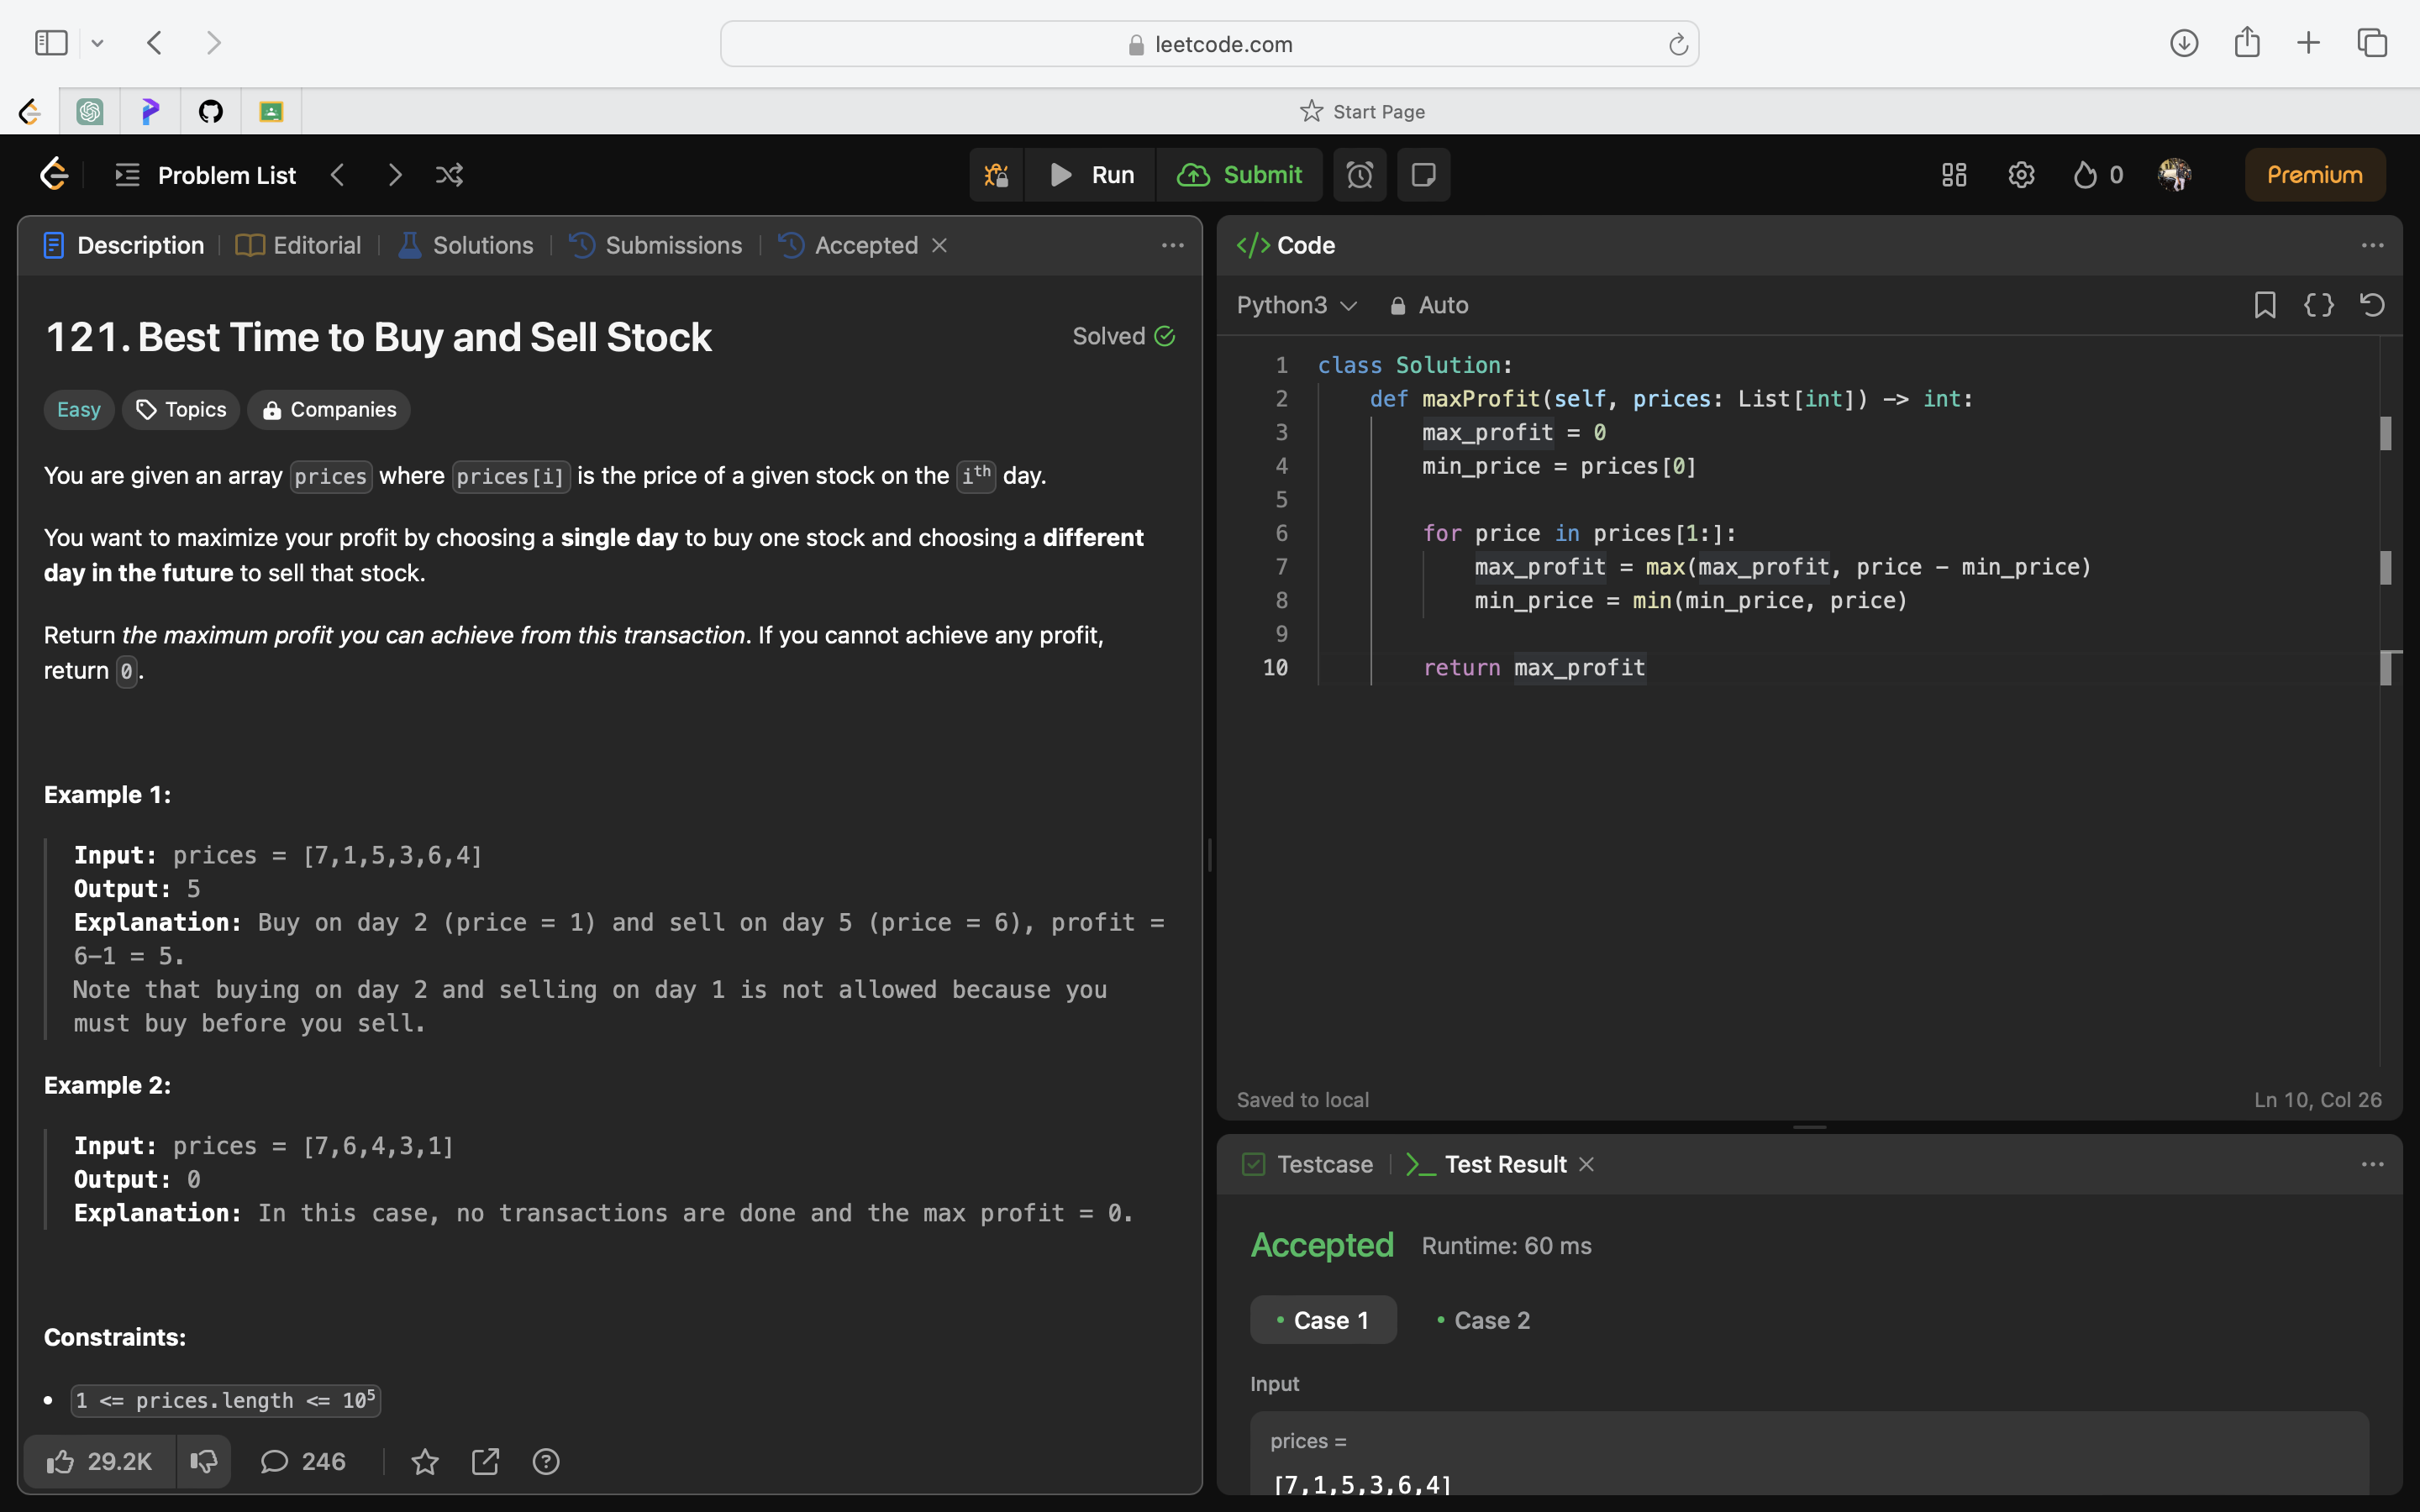 leetcode.com
Start Page
Problem List
Run
Submit
0
Premium
Description
Editorial
Solutions
Submissions
Accepted
121. Best Time to Buy and Sell Stock
Solved
Easy
Topics
Companies
You are given an array prices where prices[i] is the price of a given stock on the ith day.
You want to maximize your profit by choosing a single day to buy one stock and choosing a different
day in the future to sell that stock.
Return the maximum profit you can achieve from this transaction. If you cannot achieve any profit,
return 0.
Example 1:
Input: prices = [7,1,5,3,6,4]
Output: 5
Explanation: Buy on day 2 (price = 1) and sell on day 5 (price = 6), profit =
6-1 = 5.
Note that buying on day 2 and selling on day 1 is not allowed because you
must buy before you sell.
Example 2:
Input: prices = [7,6,4,3,1]
Output: 0
Explanation: In this case, no transactions are done and the max profit = 0.
Constraints:
1 <= prices.length <= 10⁵
29.2K
246
</> Code
Python3
Auto
1 class Solution:
2     def maxProfit(self, prices: List[int]) -> int:
3         max_profit = 0
4         min_price = prices[0]
5
6         for price in prices[1:]:
7             max_profit = max(max_profit, price - min_price)
8             min_price = min(min_price, price)
9
10         return max_profit
Saved to local
Ln 10, Col 26
Testcase
Test Result
Accepted
Runtime: 60 ms
Case 1
Case 2
Input
prices =
[7,1,5,3,6,4]